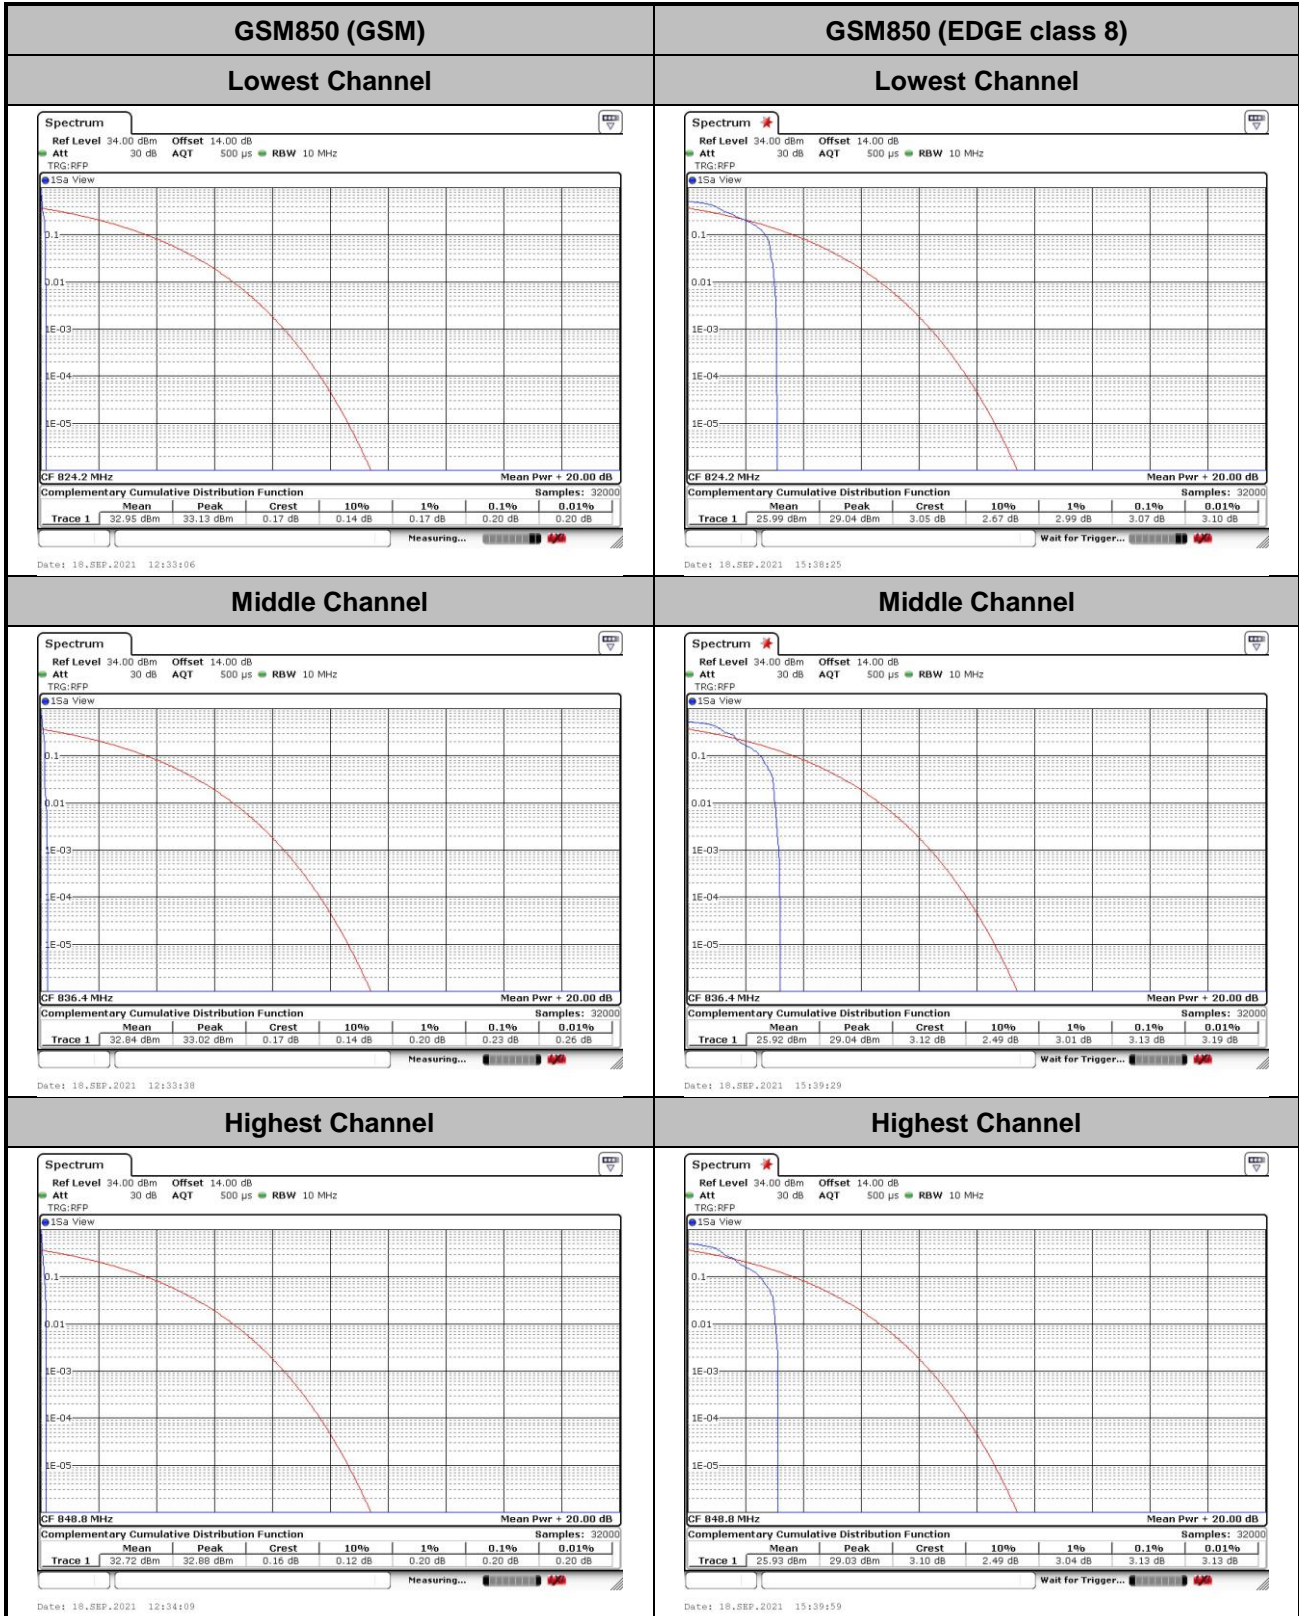 GSM850 (GSM)
GSM850 (EDGE class 8)
Lowest Channel
Lowest Channel
Spectrum
Ref Level 34.00 dBm Offset 14.00 dB
Att 30 dB AQT 500 µs RBW 10 MHz
TRG:RFP
1Sa View
0.1
0.01
1E-03
1E-04
1E-05
CF 824.2 MHz Mean Pwr + 20.00 dB
Complementary Cumulative Distribution Function Samples: 32000
Mean Peak Crest 10% 1% 0.1% 0.01%
Trace 1 32.95 dBm 33.13 dBm 0.17 dB 0.14 dB 0.17 dB 0.20 dB 0.20 dB
Measuring...
Date: 18.SEP.2021 12:33:06
Spectrum
Ref Level 34.00 dBm Offset 14.00 dB
Att 30 dB AQT 500 µs RBW 10 MHz
TRG:RFP
1Sa View
0.1
0.01
1E-03
1E-04
1E-05
CF 824.2 MHz Mean Pwr + 20.00 dB
Complementary Cumulative Distribution Function Samples: 32000
Mean Peak Crest 10% 1% 0.1% 0.01%
Trace 1 25.99 dBm 29.04 dBm 3.05 dB 2.67 dB 2.99 dB 3.07 dB 3.10 dB
Wait for Trigger...
Date: 18.SEP.2021 15:38:25
Middle Channel
Middle Channel
Spectrum
Ref Level 34.00 dBm Offset 14.00 dB
Att 30 dB AQT 500 µs RBW 10 MHz
TRG:RFP
1Sa View
0.1
0.01
1E-03
1E-04
1E-05
CF 836.4 MHz Mean Pwr + 20.00 dB
Complementary Cumulative Distribution Function Samples: 32000
Mean Peak Crest 10% 1% 0.1% 0.01%
Trace 1 32.84 dBm 33.02 dBm 0.17 dB 0.14 dB 0.20 dB 0.23 dB 0.26 dB
Measuring...
Date: 18.SEP.2021 12:33:38
Spectrum
Ref Level 34.00 dBm Offset 14.00 dB
Att 30 dB AQT 500 µs RBW 10 MHz
TRG:RFP
1Sa View
0.1
0.01
1E-03
1E-04
1E-05
CF 836.4 MHz Mean Pwr + 20.00 dB
Complementary Cumulative Distribution Function Samples: 32000
Mean Peak Crest 10% 1% 0.1% 0.01%
Trace 1 25.92 dBm 29.04 dBm 3.12 dB 2.49 dB 3.01 dB 3.13 dB 3.19 dB
Wait for Trigger...
Date: 18.SEP.2021 15:39:29
Highest Channel
Highest Channel
Spectrum
Ref Level 34.00 dBm Offset 14.00 dB
Att 30 dB AQT 500 µs RBW 10 MHz
TRG:RFP
1Sa View
0.1
0.01
1E-03
1E-04
1E-05
CF 848.8 MHz Mean Pwr + 20.00 dB
Complementary Cumulative Distribution Function Samples: 32000
Mean Peak Crest 10% 1% 0.1% 0.01%
Trace 1 32.72 dBm 32.88 dBm 0.16 dB 0.12 dB 0.20 dB 0.20 dB 0.20 dB
Measuring...
Date: 18.SEP.2021 12:34:09
Spectrum
Ref Level 34.00 dBm Offset 14.00 dB
Att 30 dB AQT 500 µs RBW 10 MHz
TRG:RFP
1Sa View
0.1
0.01
1E-03
1E-04
1E-05
CF 848.8 MHz Mean Pwr + 20.00 dB
Complementary Cumulative Distribution Function Samples: 32000
Mean Peak Crest 10% 1% 0.1% 0.01%
Trace 1 25.93 dBm 29.03 dBm 3.10 dB 2.49 dB 3.04 dB 3.13 dB 3.13 dB
Wait for Trigger...
Date: 18.SEP.2021 15:39:59